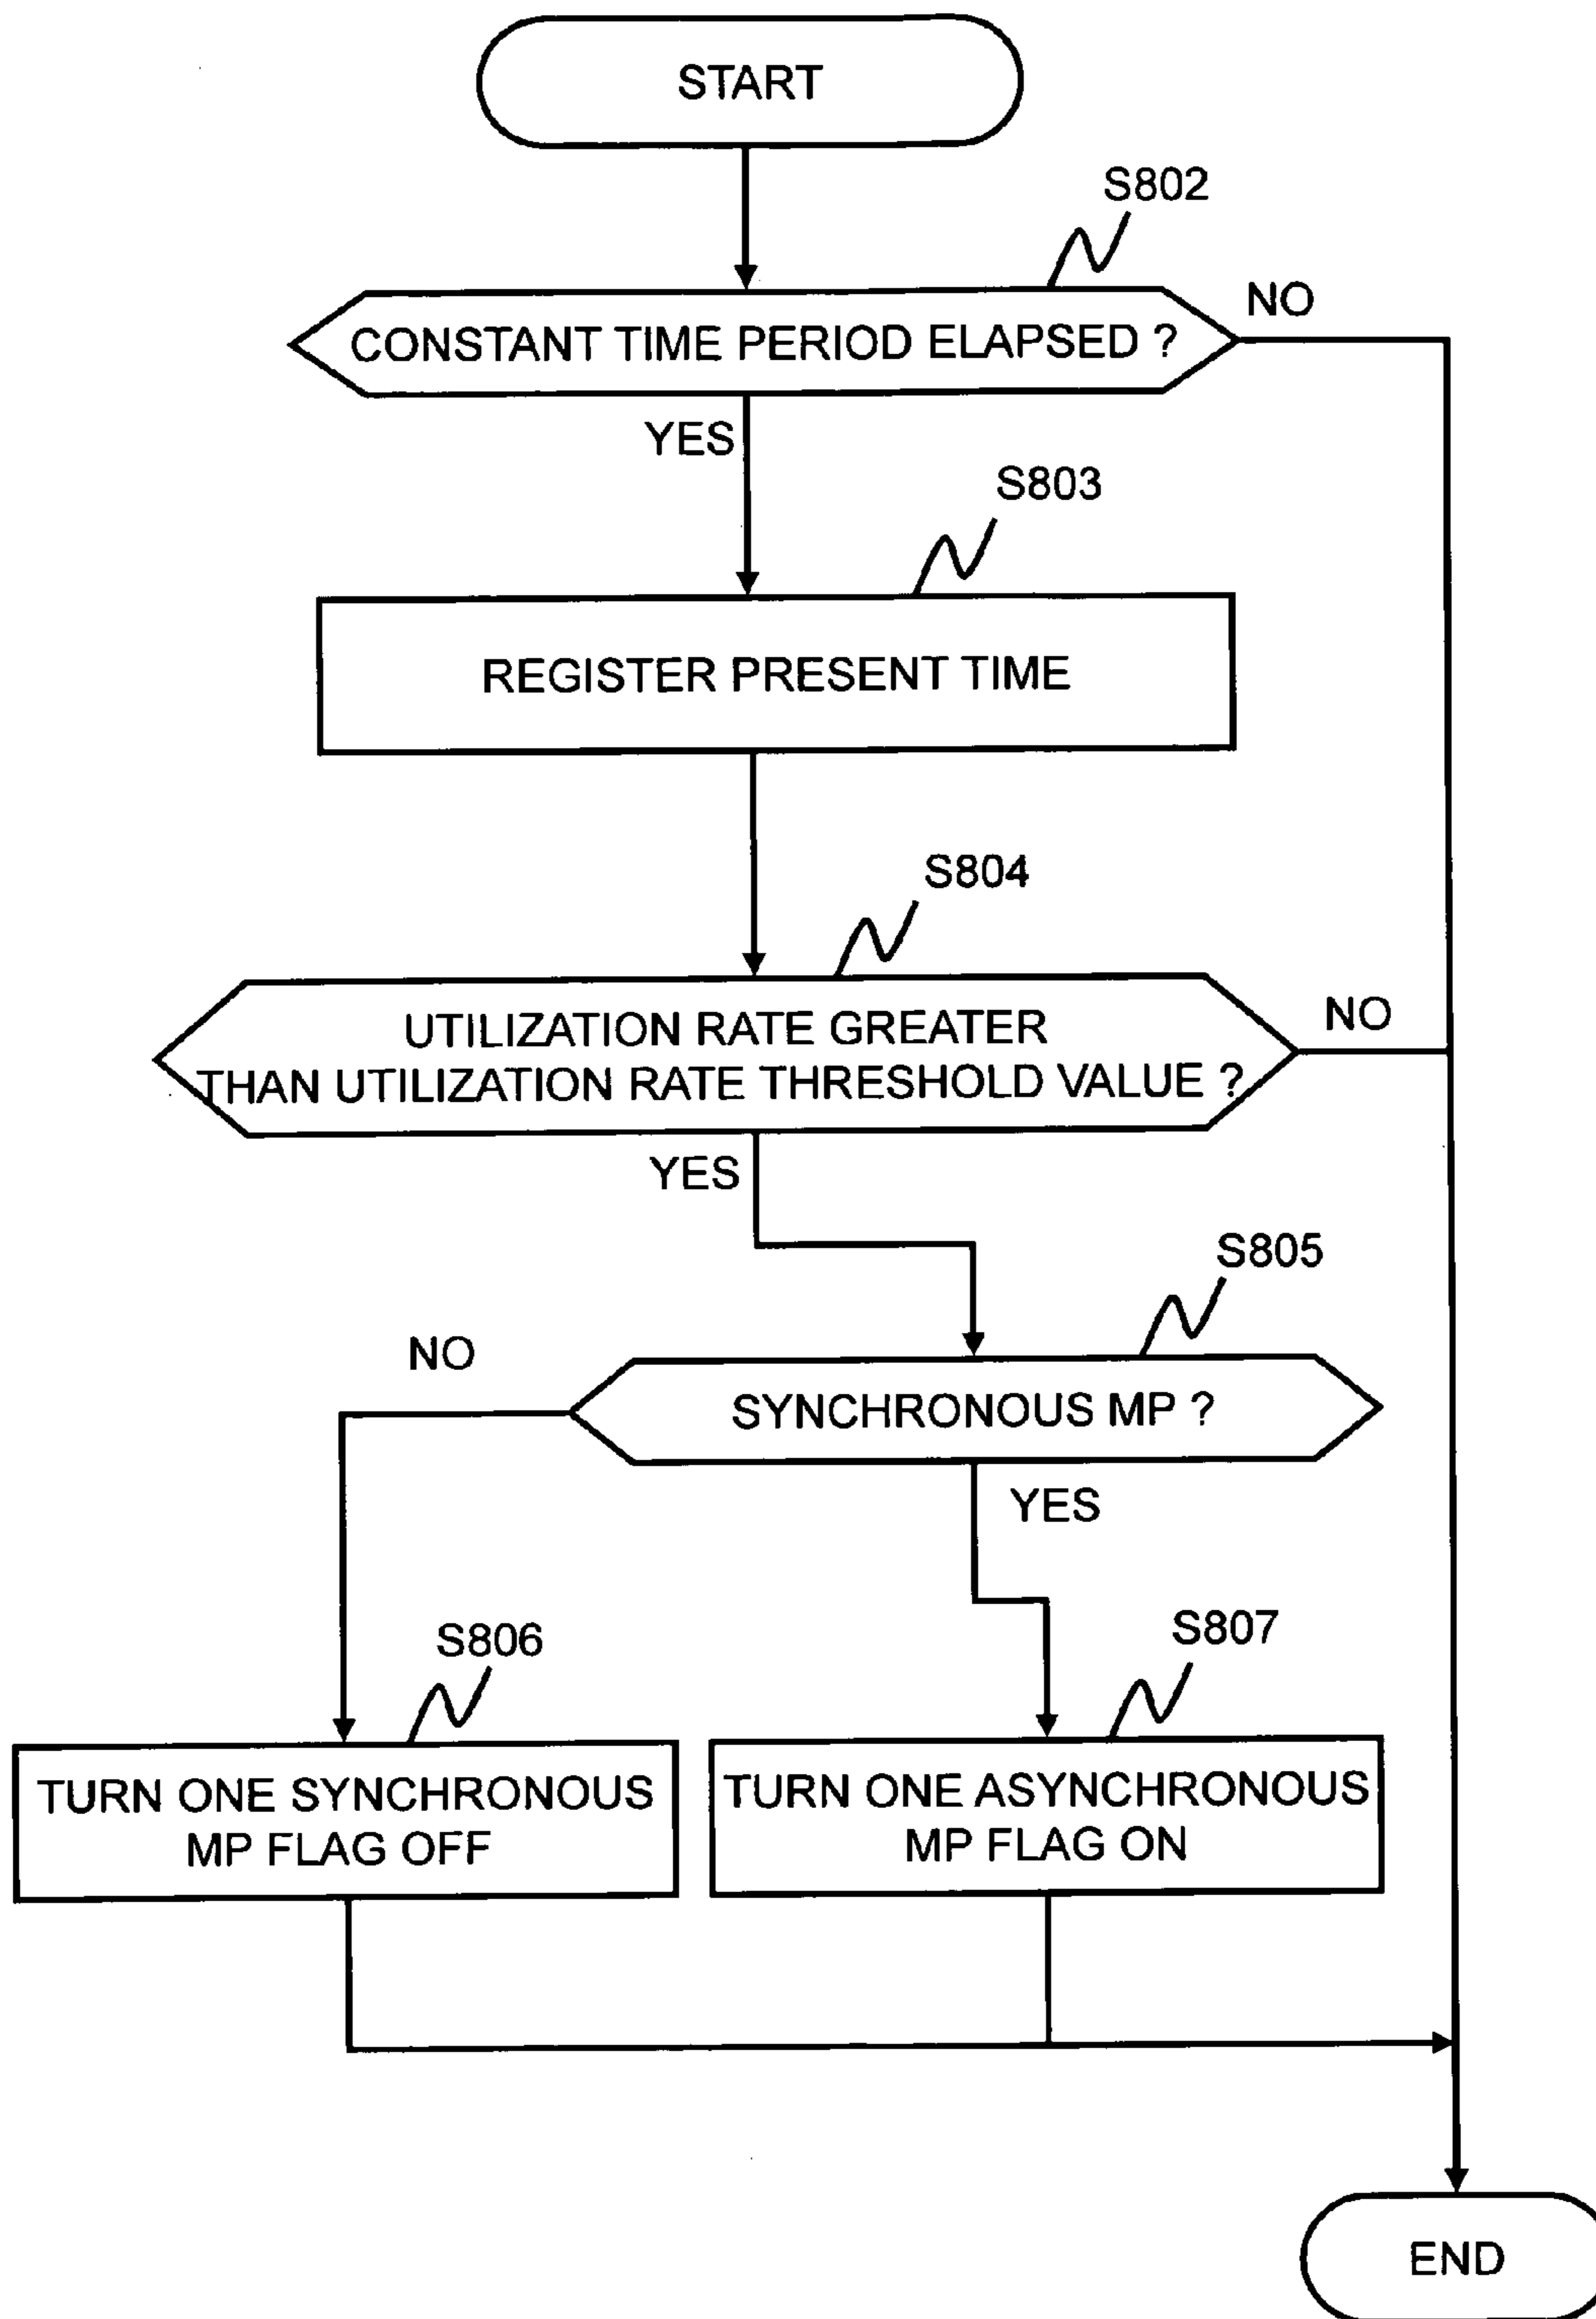 START
S802
CONSTANT TIME PERIOD ELAPSED ?
NO
YES
S803
REGISTER PRESENT TIME
S804
UTILIZATION RATE GREATER
THAN UTILIZATION RATE THRESHOLD VALUE ?
NO
YES
S805
SYNCHRONOUS MP ?
NO
YES
S806
TURN ONE SYNCHRONOUS
MP FLAG OFF
S807
TURN ONE ASYNCHRONOUS
MP FLAG ON
END